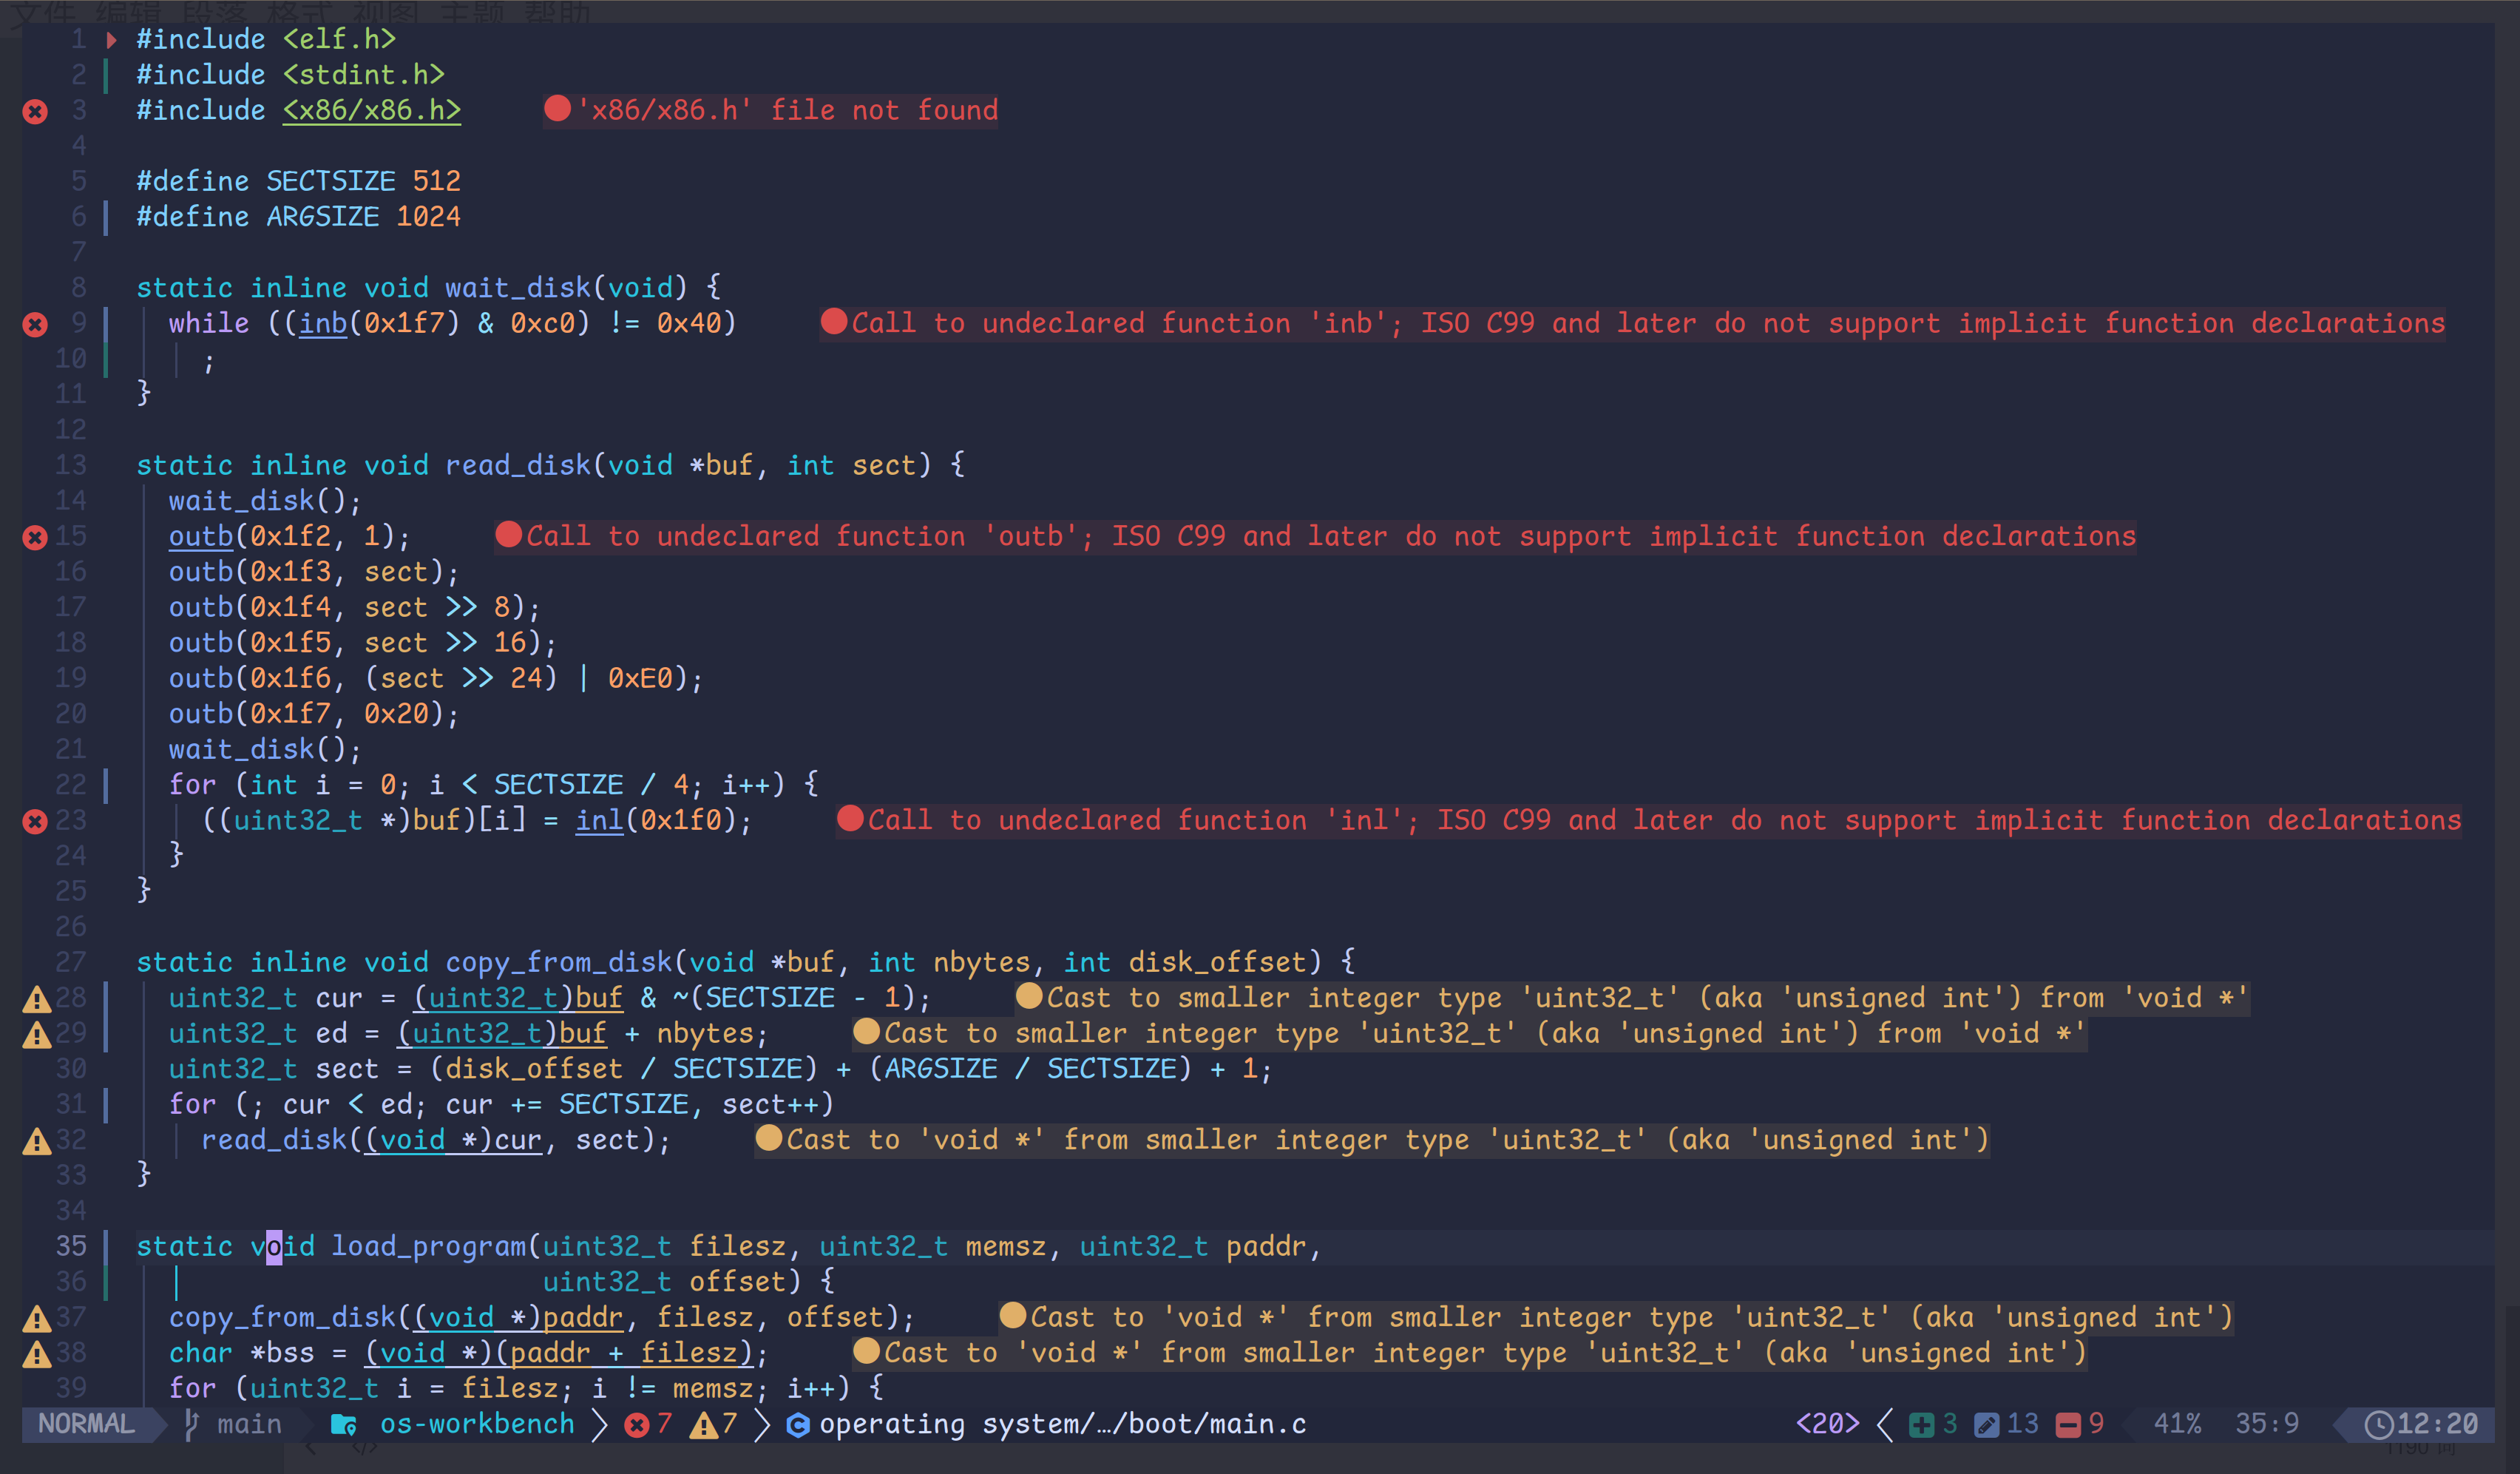 文件 编辑 段落 格式 视图 主题 帮助
1 #include <elf.h>
2 #include <stdint.h>
3 #include <x86/x86.h> 'x86/x86.h' file not found
4
5 #define SECTSIZE 512
6 #define ARGSIZE 1024
7
8 static inline void wait_disk(void) {
9 while ((inb(0x1f7) & 0xc0) != 0x40) Call to undeclared function 'inb'; ISO C99 and later do not support implicit function declarations
10 ;
11 }
12
13 static inline void read_disk(void *buf, int sect) {
14 wait_disk();
15 outb(0x1f2, 1); Call to undeclared function 'outb'; ISO C99 and later do not support implicit function declarations
16 outb(0x1f3, sect);
17 outb(0x1f4, sect >> 8);
18 outb(0x1f5, sect >> 16);
19 outb(0x1f6, (sect >> 24) | 0xE0);
20 outb(0x1f7, 0x20);
21 wait_disk();
22 for (int i = 0; i < SECTSIZE / 4; i++) {
23 ((uint32_t *)buf)[i] = inl(0x1f0); Call to undeclared function 'inl'; ISO C99 and later do not support implicit function declarations
24 }
25 }
26
27 static inline void copy_from_disk(void *buf, int nbytes, int disk_offset) {
28 uint32_t cur = (uint32_t)buf & ~(SECTSIZE - 1); Cast to smaller integer type 'uint32_t' (aka 'unsigned int') from 'void *'
29 uint32_t ed = (uint32_t)buf + nbytes; Cast to smaller integer type 'uint32_t' (aka 'unsigned int') from 'void *'
30 uint32_t sect = (disk_offset / SECTSIZE) + (ARGSIZE / SECTSIZE) + 1;
31 for (; cur < ed; cur += SECTSIZE, sect++)
32 read_disk((void *)cur, sect); Cast to 'void *' from smaller integer type 'uint32_t' (aka 'unsigned int')
33 }
34
35 static void load_program(uint32_t filesz, uint32_t memsz, uint32_t paddr,
36 uint32_t offset) {
37 copy_from_disk((void *)paddr, filesz, offset); Cast to 'void *' from smaller integer type 'uint32_t' (aka 'unsigned int')
38 char *bss = (void *)(paddr + filesz); Cast to 'void *' from smaller integer type 'uint32_t' (aka 'unsigned int')
39 for (uint32_t i = filesz; i != memsz; i++) {
NORMAL main os-workbench 7 7 operating system/…/boot/main.c <20> 3 13 9 41% 35:9 12:20
1190 词